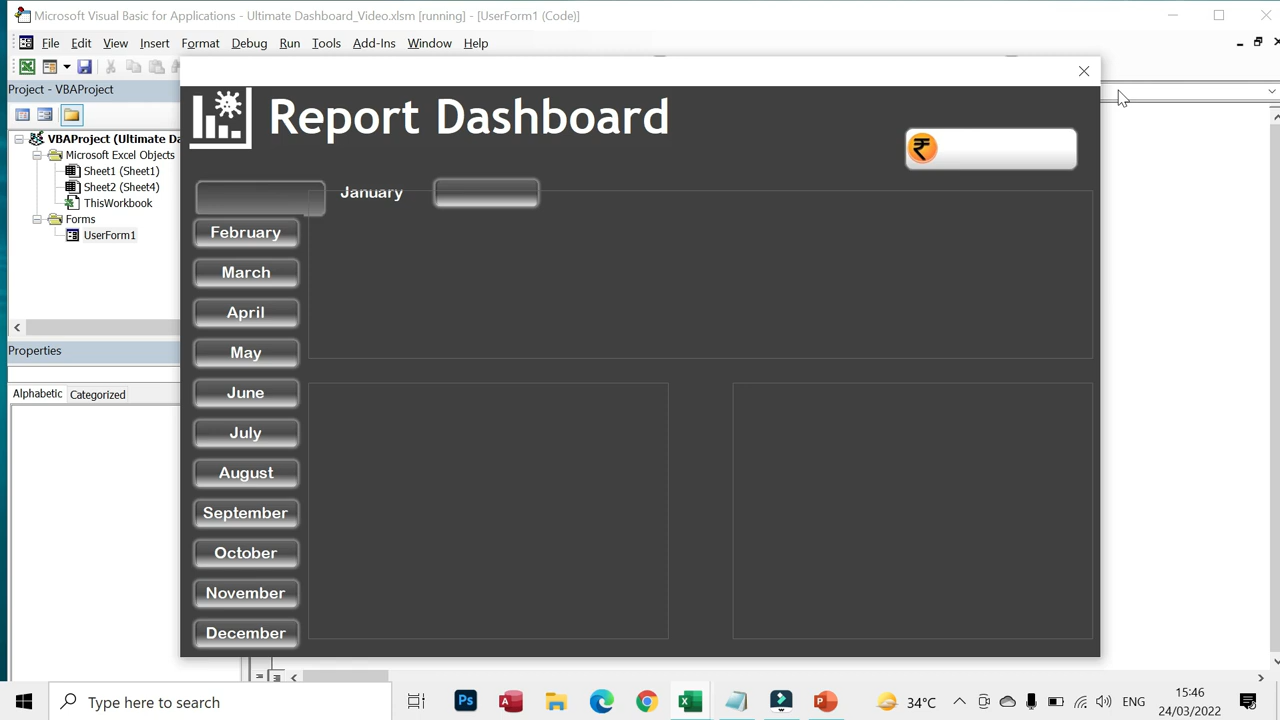 Microsoft Visual Basic for Applications - Ultimate Dashboard_Video.xlsm [running] - [UserForm1 (Code)]
File Edit View Insert Format Debug Run Tools Add-Ins Window Help
Project - VBAProject
VBAProject (Ultimate Da
Microsoft Excel Objects
Sheet1 (Sheet1)
Sheet2 (Sheet4)
ThisWorkbook
Forms
UserForm1
Properties
Alphabetic Categorized
Report Dashboard
₹
January
February
March
April
May
June
July
August
September
October
November
December
Type here to search
Ps
34°C
ENG
15:46
24/03/2022